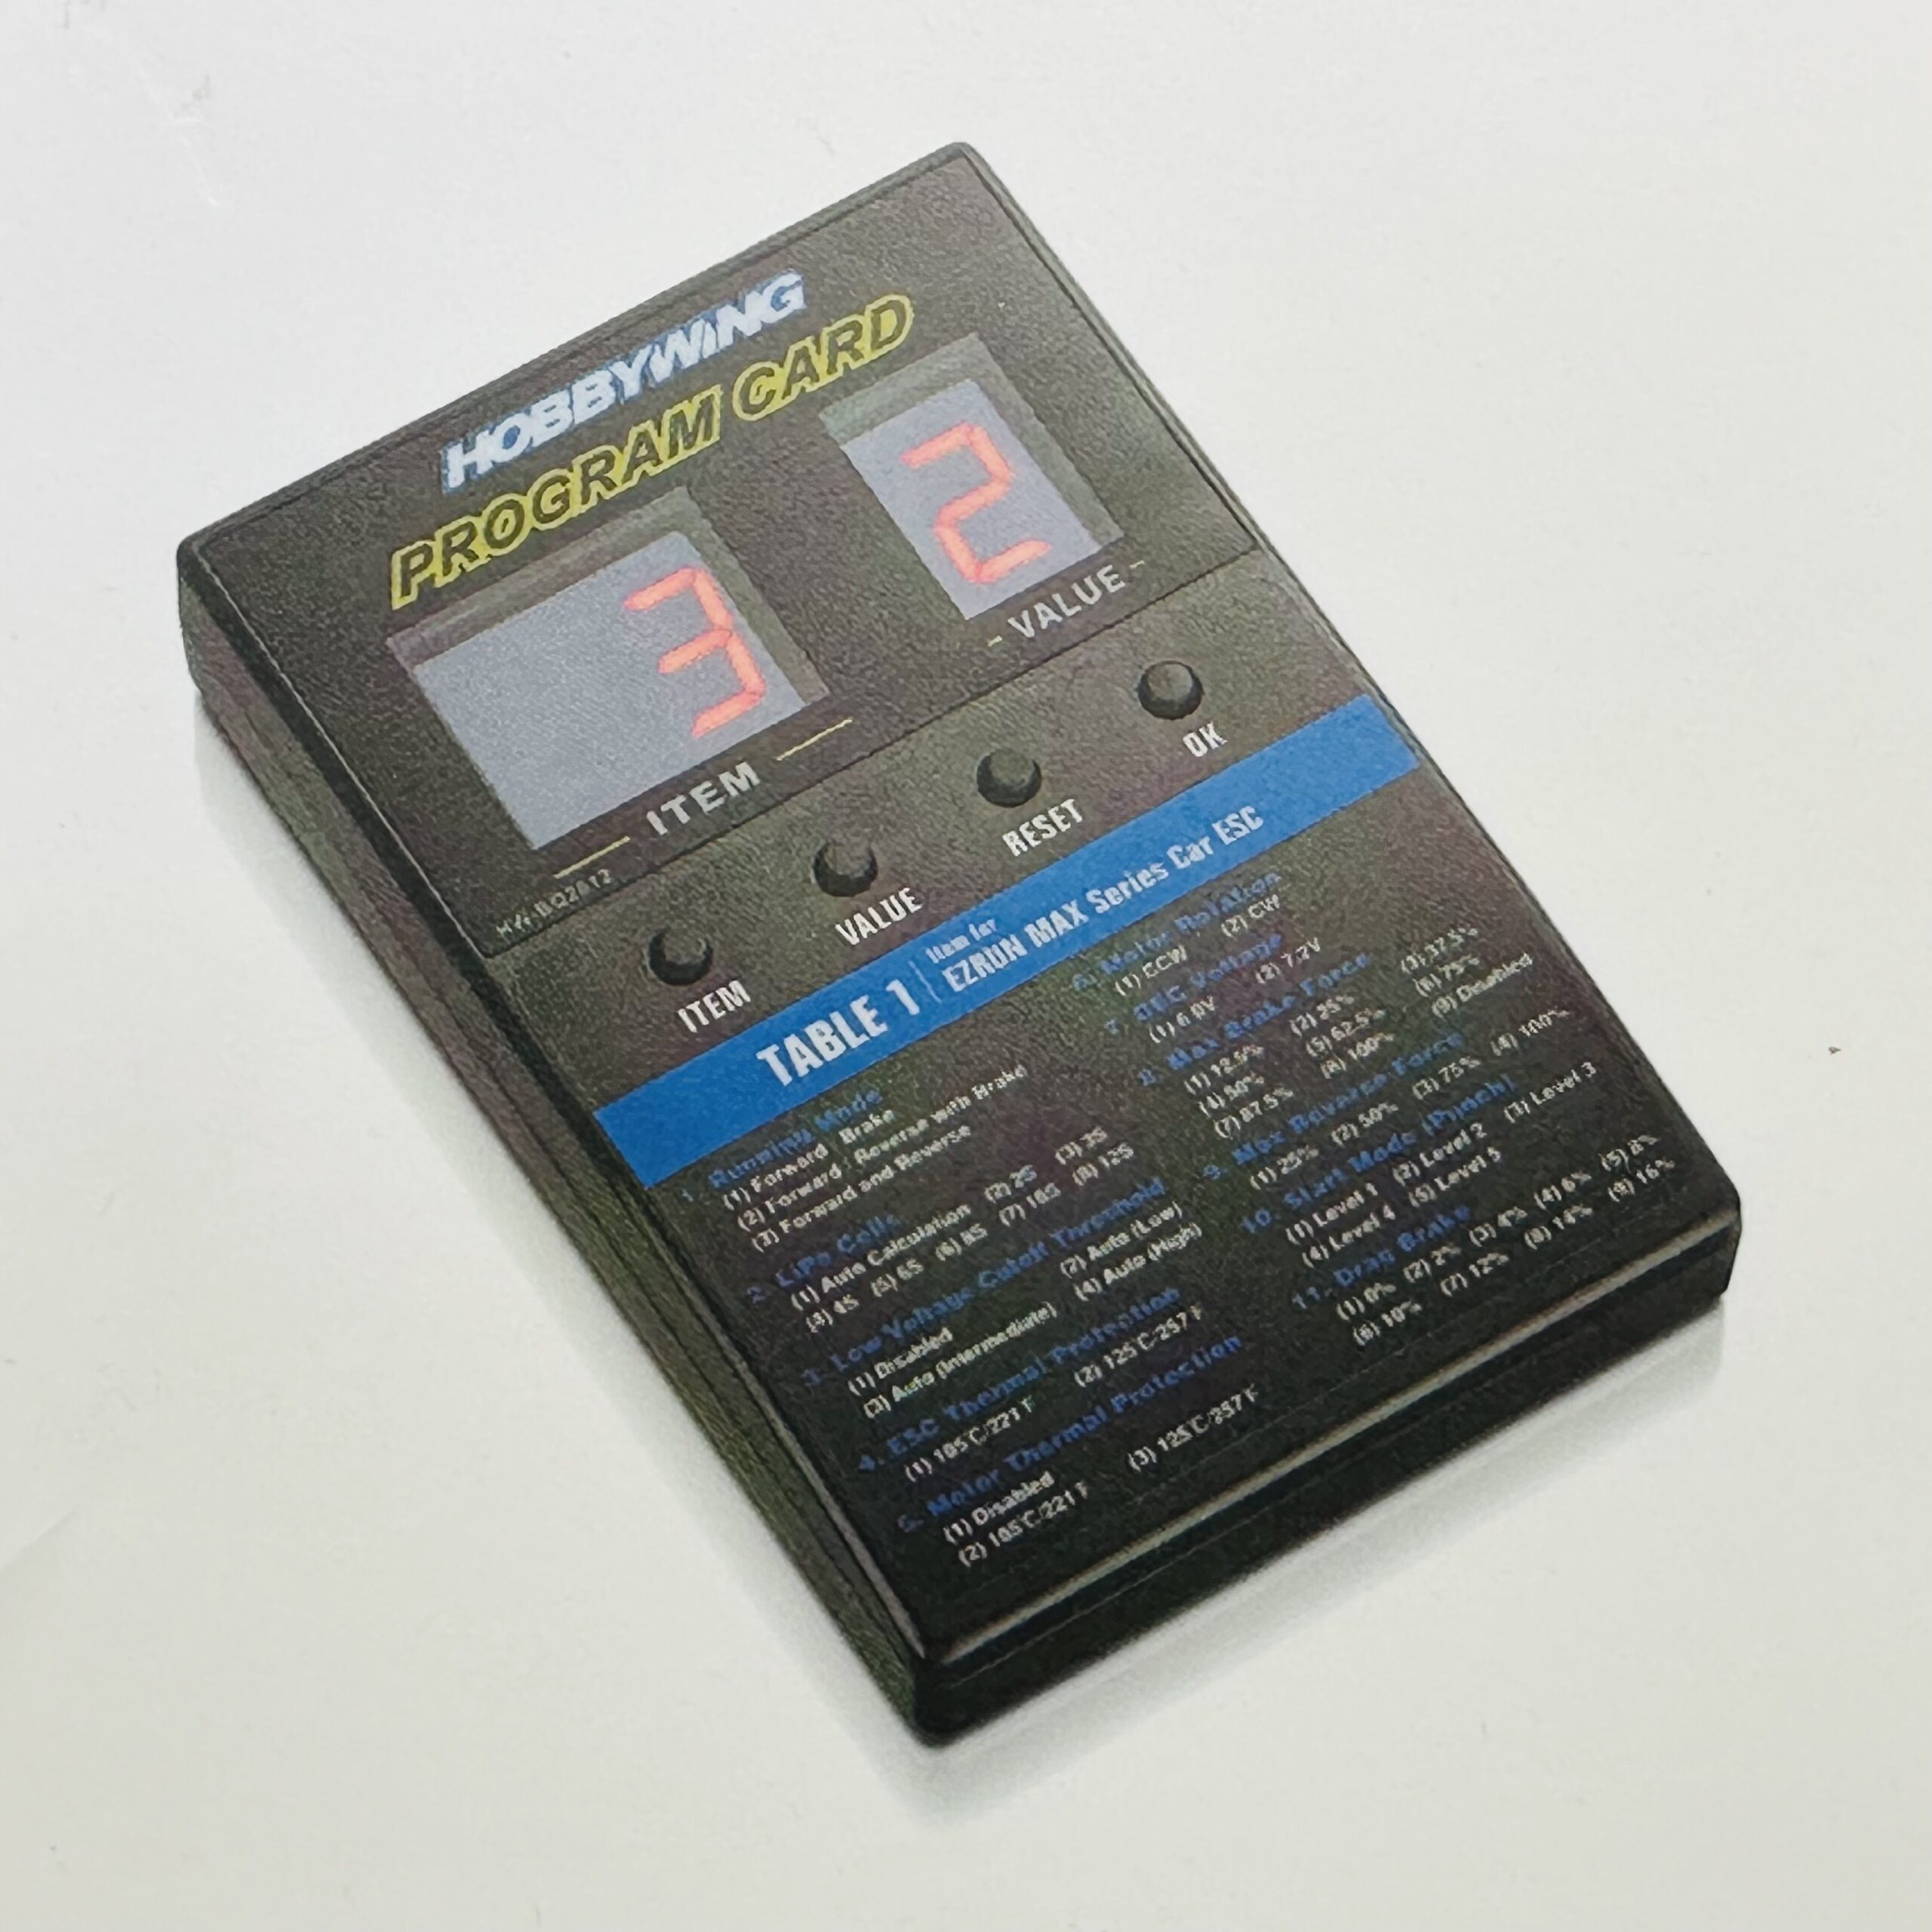 HOBBYWING
PROGRAM CARD
3
2
ITEM
VALUE
ITEM
VALUE
RESET
OK
TABLE 1
Item for
EZRUN MAX Series Car ESC
1. Running Mode
(1) Forward / Brake
(2) Forward / Reverse with Brake
(3) Forward and Reverse
2. LiPo Cells
(1) Auto Calculation (2) 2S (3) 3S
(4) 4S (5) 6S (6) 8S (7) 10S (8) 12S
3. Low Voltage Cutoff Threshold
(1) Disabled (2) Auto (Low)
(3) Auto (Intermediate) (4) Auto (High)
4. ESC Thermal Protection
(1) 105℃/221℉ (2) 125℃/257℉
5. Motor Thermal Protection
(1) Disabled
(2) 105℃/221℉ (3) 125℃/257℉
6. Motor Rotation
(1) CCW (2) CW
7. BEC Voltage
(1) 6.0V (2) 7.2V
8. Max Brake Force
(1) 12.5% (2) 25% (3) 37.5%
(4) 50% (5) 62.5% (6) 75%
(7) 87.5% (8) 100% (9) Disabled
9. Max Reverse Force
(1) 25% (2) 50% (3) 75% (4) 100%
10. Start Mode (Punch)
(1) Level 1 (2) Level 2 (3) Level 3
(4) Level 4 (5) Level 5
11. Drag Brake
(1) 0% (2) 2% (3) 4% (4) 6% (5) 8%
(6) 10% (7) 12% (8) 14% (9) 16%